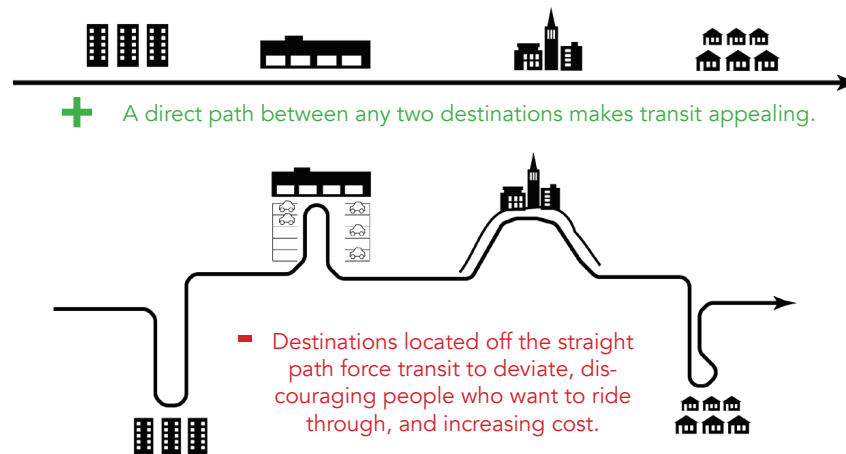 + A direct path between any two destinations makes transit appealing.
- Destinations located off the straight
path force transit to deviate, dis-
couraging people who want to ride
through, and increasing cost.